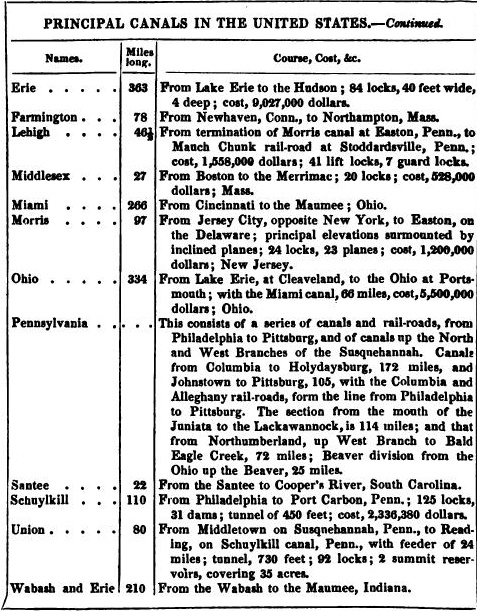 PRINCIPAL CANALS IN THE UNITED STATES.—Continued.
Names. Miles long. Course, Cost, &c.
Erie . . . . . 363 From Lake Erie to the Hudson ; 84 locks, 40 feet wide,
4 deep ; cost, 9,027,000 dollars.
Farmington . . . 78 From Newhaven, Conn., to Northampton, Mass.
Lehigh . . . . 46½ From termination of Morris canal at Easton, Penn., to
Mauch Chunk rail-road at Stoddardsville, Penn. ;
cost, 1,558,000 dollars ; 41 lift locks, 7 guard locks.
Middlesex . . . 27 From Boston to the Merrimac ; 20 locks ; cost, 528,000
dollars ; Mass.
Miami . . . . 266 From Cincinnati to the Maumee ; Ohio.
Morris . . . . 97 From Jersey City, opposite New York, to Easton, on
the Delaware ; principal elevations surmounted by
inclined planes ; 24 locks, 23 planes ; cost, 1,200,000
dollars ; New Jersey.
Ohio . . . . . 334 From Lake Erie, at Cleaveland, to the Ohio at Ports-
mouth ; with the Miami canal, 66 miles, cost, 5,500,000
dollars ; Ohio.
Pennsylvania . . . . . This consists of a series of canals and rail-roads, from
Philadelphia to Pittsburg, and of canals up the North
and West Branches of the Susquehannah. Canals
from Columbia to Holydaysburg, 172 miles, and
Johnstown to Pittsburg, 105, with the Columbia and
Alleghany rail-roads, form the line from Philadelphia
to Pittsburg. The section from the mouth of the
Juniata to the Lackawannock, is 114 miles ; and that
from Northumberland, up West Branch to Bald
Eagle Creek, 72 miles ; Beaver division from the
Ohio up the Beaver, 25 miles.
Santee . . . . 22 From the Santee to Cooper's River, South Carolina.
Schuylkill . . . 110 From Philadelphia to Port Carbon, Penn. ; 125 locks,
31 dams ; tunnel of 450 feet ; cost, 2,336,380 dollars.
Union . . . . . 80 From Middletown on Susquehannah, Penn., to Read-
ing, on Schuylkill canal, Penn., with feeder of 24
miles ; tunnel, 730 feet ; 92 locks ; 2 summit reser-
voirs, covering 35 acres.
Wabash and Erie 210 From the Wabash to the Maumee, Indiana.